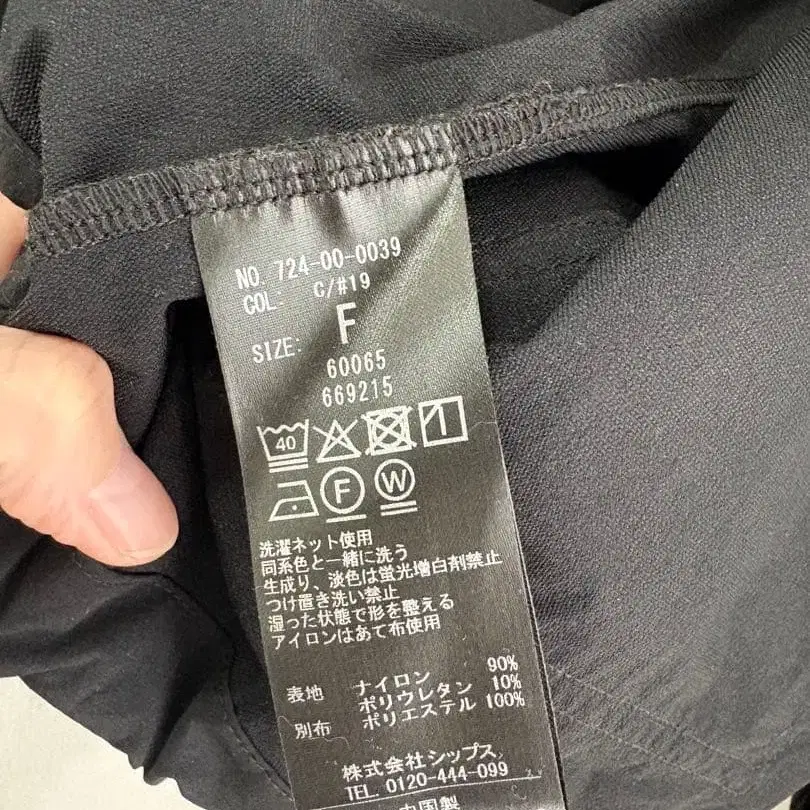 NO. 724-00-0039
COL: C/#19
SIZE: F
60065
669215
40
F W
洗濯ネット使用
同系色と一緒に洗う
生成り、淡色は蛍光増白剤禁止
つけ置き洗い禁止
湿った状態で形を整える
アイロンはあて布使用
表地 ナイロン 90%
ポリウレタン 10%
別布 ポリエステル 100%
株式会社シップス
TEL 0120-444-099
中国製